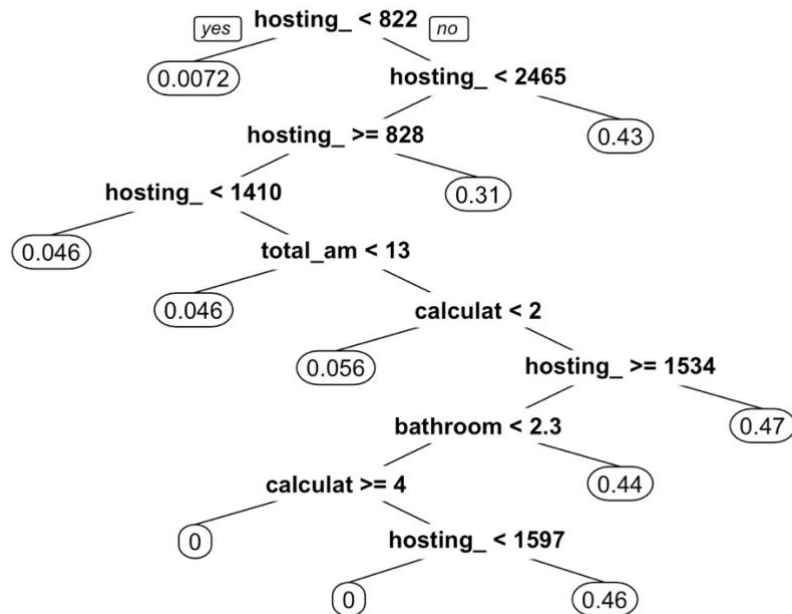 yes hosting_ < 822 no
0.0072 hosting_ < 2465
hosting_ >= 828 0.43
hosting_ < 1410 0.31
0.046 total_am < 13
0.046 calculat < 2
0.056 hosting_ >= 1534
bathroom < 2.3 0.47
calculat >= 4 0.44
0 hosting_ < 1597
0 0.46